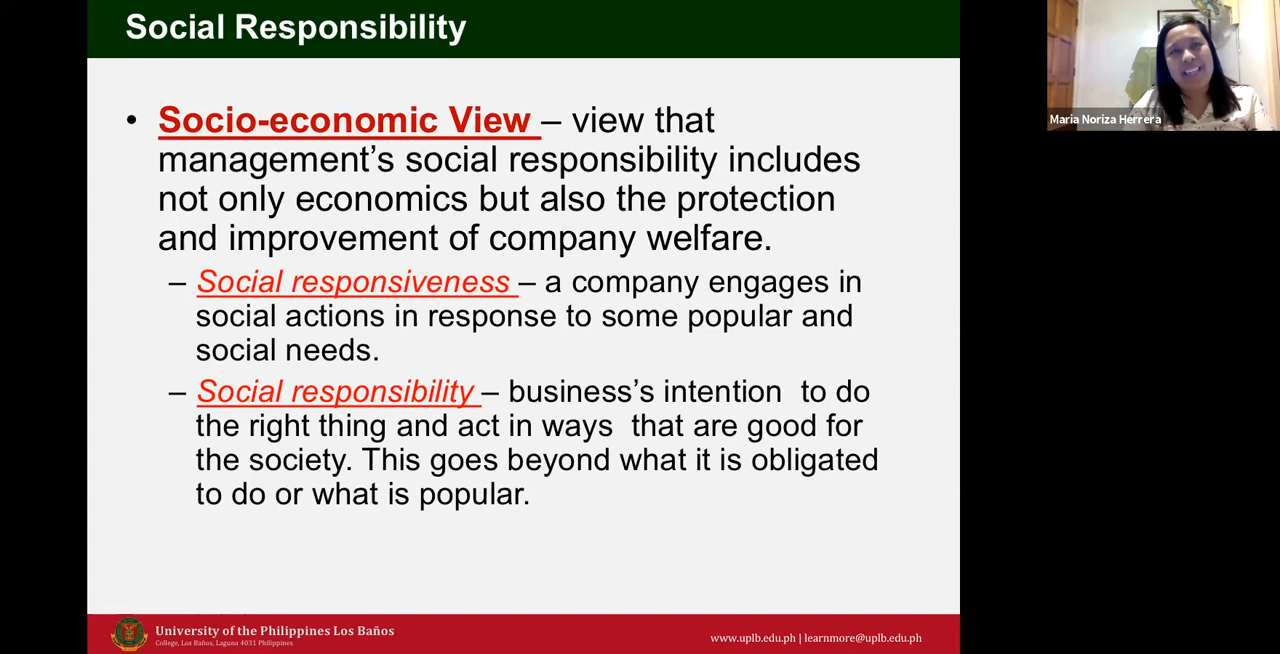 Social Responsibility
Maria Noriza Herrera
• Socio-economic View – view that
management’s social responsibility includes
not only economics but also the protection
and improvement of company welfare.
– Social responsiveness – a company engages in
social actions in response to some popular and
social needs.
– Social responsibility – business’s intention to do
the right thing and act in ways that are good for
the society. This goes beyond what it is obligated
to do or what is popular.
University of the Philippines Los Baños
College, Los Baños, Laguna 4031 Philippines
www.uplb.edu.ph | learnmore@uplb.edu.ph